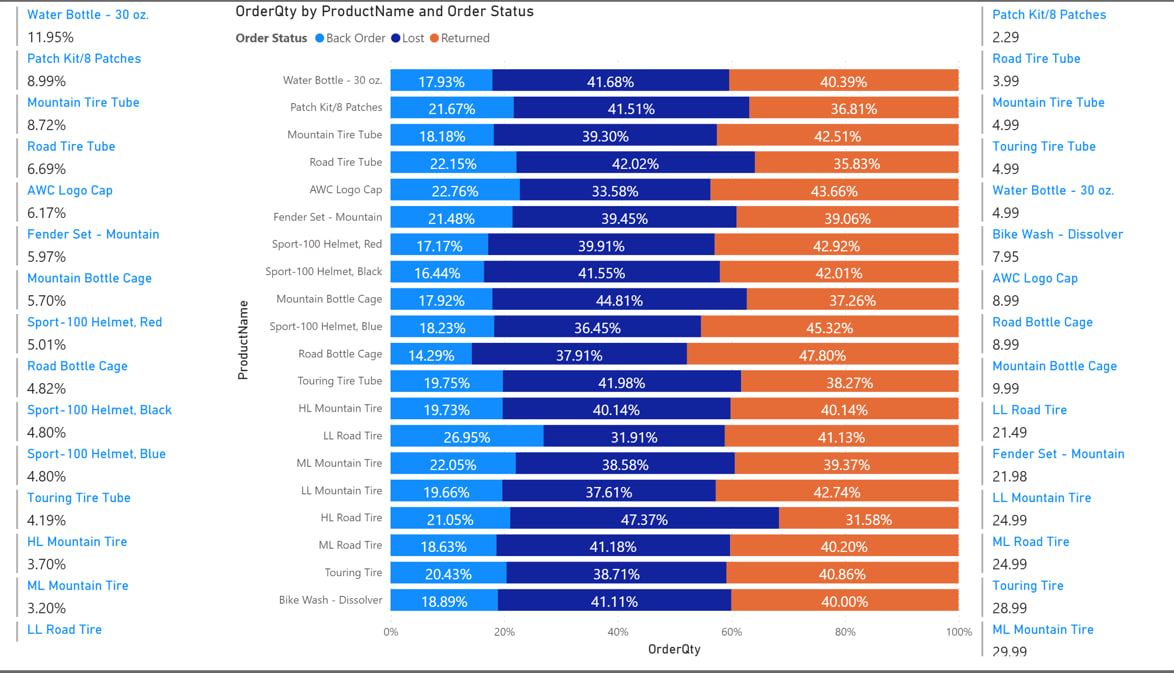 Water Bottle - 30 oz.
11.95%
Patch Kit/8 Patches
8.99%
Mountain Tire Tube
8.72%
Road Tire Tube
6.69%
AWC Logo Cap
6.17%
Fender Set - Mountain
5.97%
Mountain Bottle Cage
5.70%
Sport-100 Helmet, Red
5.01%
Road Bottle Cage
4.82%
Sport-100 Helmet, Black
4.80%
Sport-100 Helmet, Blue
4.80%
Touring Tire Tube
4.19%
HL Mountain Tire
3.70%
ML Mountain Tire
3.20%
LL Road Tire
OrderQty by ProductName and Order Status
Order Status Back Order Lost Returned
ProductName
Water Bottle - 30 oz. 17.93% 41.68% 40.39%
Patch Kit/8 Patches 21.67% 41.51% 36.81%
Mountain Tire Tube 18.18% 39.30% 42.51%
Road Tire Tube 22.15% 42.02% 35.83%
AWC Logo Cap 22.76% 33.58% 43.66%
Fender Set - Mountain 21.48% 39.45% 39.06%
Sport-100 Helmet, Red 17.17% 39.91% 42.92%
Sport-100 Helmet, Black 16.44% 41.55% 42.01%
Mountain Bottle Cage 17.92% 44.81% 37.26%
Sport-100 Helmet, Blue 18.23% 36.45% 45.32%
Road Bottle Cage 14.29% 37.91% 47.80%
Touring Tire Tube 19.75% 41.98% 38.27%
HL Mountain Tire 19.73% 40.14% 40.14%
LL Road Tire 26.95% 31.91% 41.13%
ML Mountain Tire 22.05% 38.58% 39.37%
LL Mountain Tire 19.66% 37.61% 42.74%
HL Road Tire 21.05% 47.37% 31.58%
ML Road Tire 18.63% 41.18% 40.20%
Touring Tire 20.43% 38.71% 40.86%
Bike Wash - Dissolver 18.89% 41.11% 40.00%
0% 20% 40% 60% 80% 100%
OrderQty
Patch Kit/8 Patches
2.29
Road Tire Tube
3.99
Mountain Tire Tube
4.99
Touring Tire Tube
4.99
Water Bottle - 30 oz.
4.99
Bike Wash - Dissolver
7.95
AWC Logo Cap
8.99
Road Bottle Cage
8.99
Mountain Bottle Cage
9.99
LL Road Tire
21.49
Fender Set - Mountain
21.98
LL Mountain Tire
24.99
ML Road Tire
24.99
Touring Tire
28.99
ML Mountain Tire
29.99